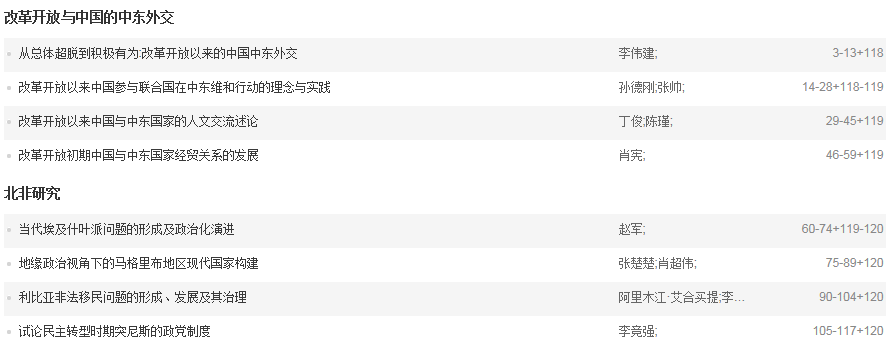 改革开放与中国的中东外交
从总体超脱到积极有为:改革开放以来的中国中东外交 李伟建; 3-13+118
改革开放以来中国参与联合国在中东维和行动的理念与实践 孙德刚;张帅; 14-28+118-119
改革开放以来中国与中东国家的人文交流述论 丁俊;陈瑾; 29-45+119
改革开放初期中国与中东国家经贸关系的发展 肖宪; 46-59+119
北非研究
当代埃及什叶派问题的形成及政治化演进 赵军; 60-74+119-120
地缘政治视角下的马格里布地区现代国家构建 张楚楚;肖超伟; 75-89+120
利比亚非法移民问题的形成、发展及其治理 阿里木江·艾合买提;李... 90-104+120
试论民主转型时期突尼斯的政党制度 李竞强; 105-117+120